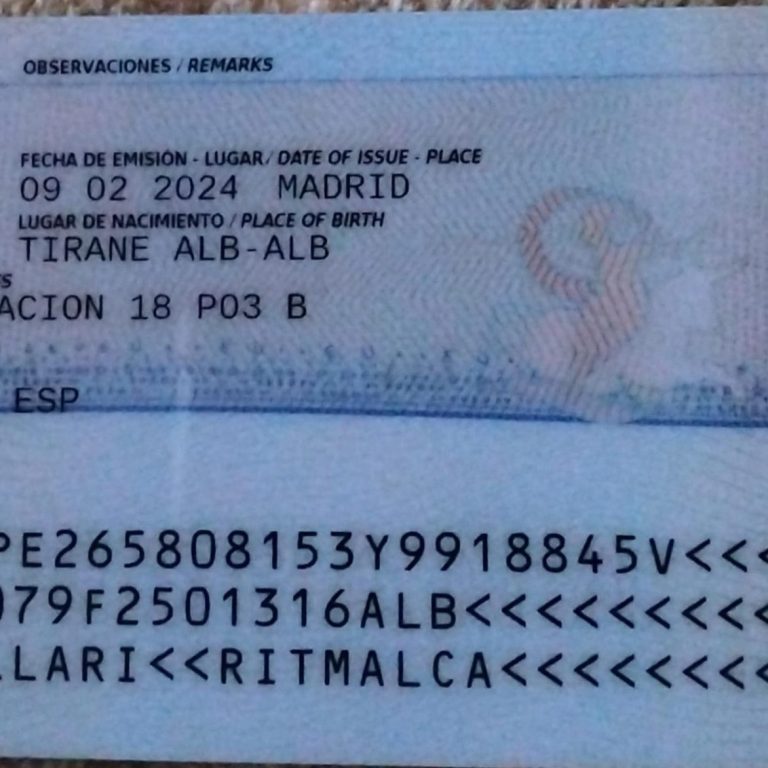 OBSERVACIONES / REMARKS
FECHA DE EMISIÓN - LUGAR / DATE OF ISSUE - PLACE
09 02 2024 MADRID
LUGAR DE NACIMIENTO / PLACE OF BIRTH
TIRANE ALB-ALB
S
ACION 18 P03 B
ESP
PE265808153Y9918845V<<<
079F2501316ALB<<<<<<<<<
LLARI<<RITMALCA<<<<<<<<